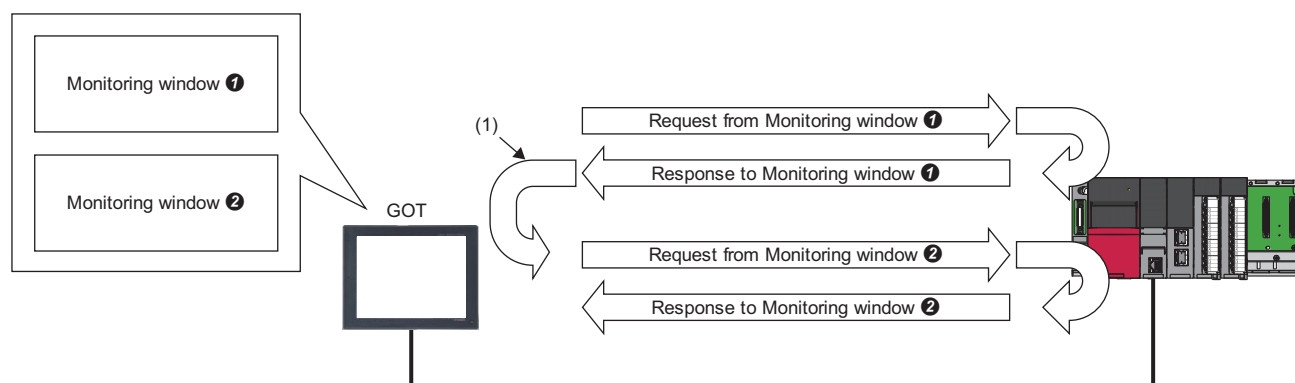 Monitoring window ❶
Monitoring window ❷
GOT
(1)
Request from Monitoring window ❶
Response to Monitoring window ❶
Request from Monitoring window ❷
Response to Monitoring window ❷